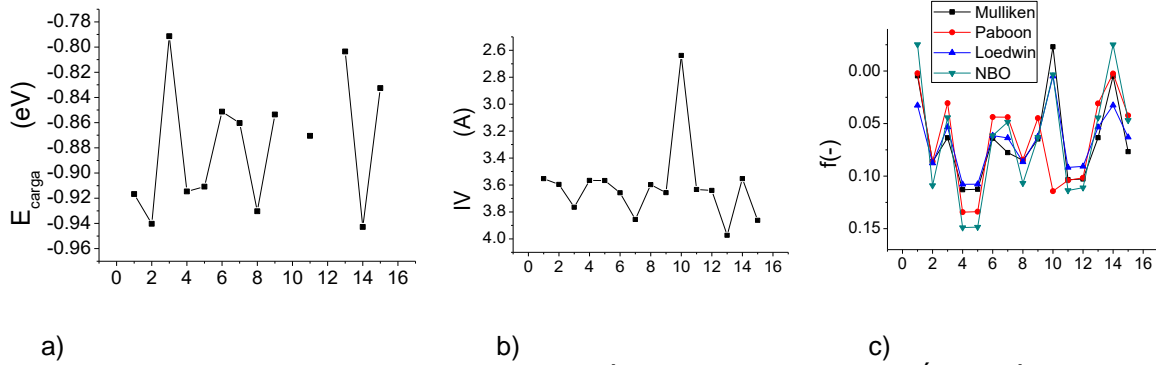 -0.78
-0.80
-0.82
-0.84
-0.86
-0.88
-0.90
-0.92
-0.94
-0.96
E_carga (eV)
0 2 4 6 8 10 12 14 16
a)
2.6
2.8
3.0
3.2
3.4
3.6
3.8
4.0
IV (A)
0 2 4 6 8 10 12 14 16
b)
Mulliken
Paboon
Loedwin
NBO
0.00
0.05
0.10
0.15
f(-)
0 2 4 6 8 10 12 14 16
c)